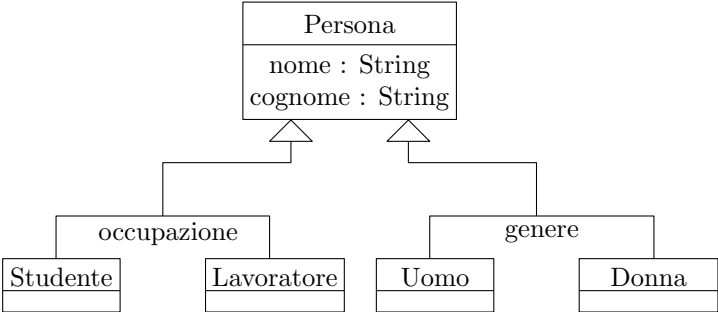 Persona
nome : String
cognome : String
occupazione
genere
Studente
Lavoratore
Uomo
Donna